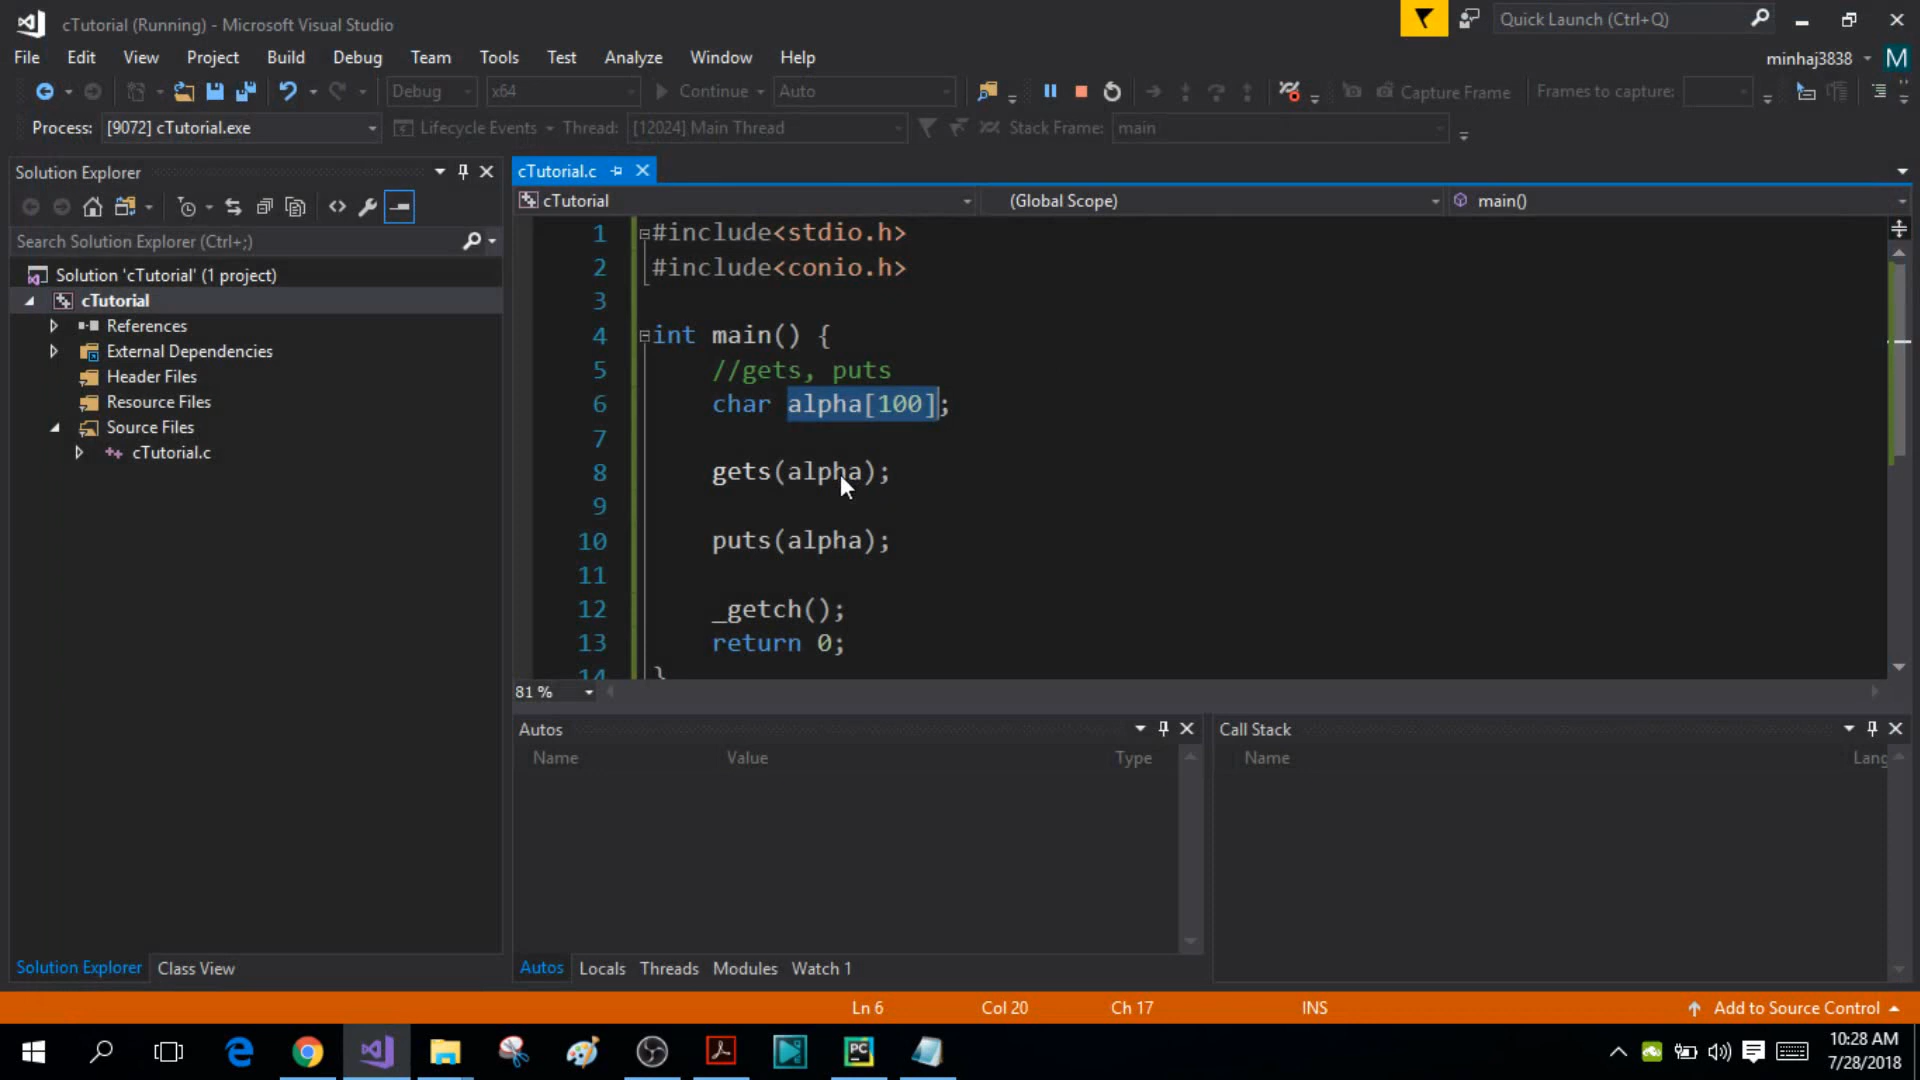 cTutorial (Running) - Microsoft Visual Studio
Quick Launch (Ctrl+Q)
File Edit View Project Build Debug Team Tools Test Analyze Window Help
minhaj3838 M
Debug x64 Continue Auto Capture Frame Frames to capture:
Process: [9072] cTutorial.exe Lifecycle Events Thread: [12024] Main Thread Stack Frame: main
Solution Explorer
Search Solution Explorer (Ctrl+;)
Solution 'cTutorial' (1 project)
cTutorial
References
External Dependencies
Header Files
Resource Files
Source Files
cTutorial.c
Solution Explorer Class View
cTutorial.c
cTutorial (Global Scope) main()
1 #include<stdio.h>
2 #include<conio.h>
3
4 int main() {
5 //gets, puts
6 char alpha[100];
7
8 gets(alpha);
9
10 puts(alpha);
11
12 _getch();
13 return 0;
14 }
81 %
Autos
Name Value Type
Autos Locals Threads Modules Watch 1
Call Stack
Name Lang
Ln 6 Col 20 Ch 17 INS Add to Source Control
PC
10:28 AM
7/28/2018